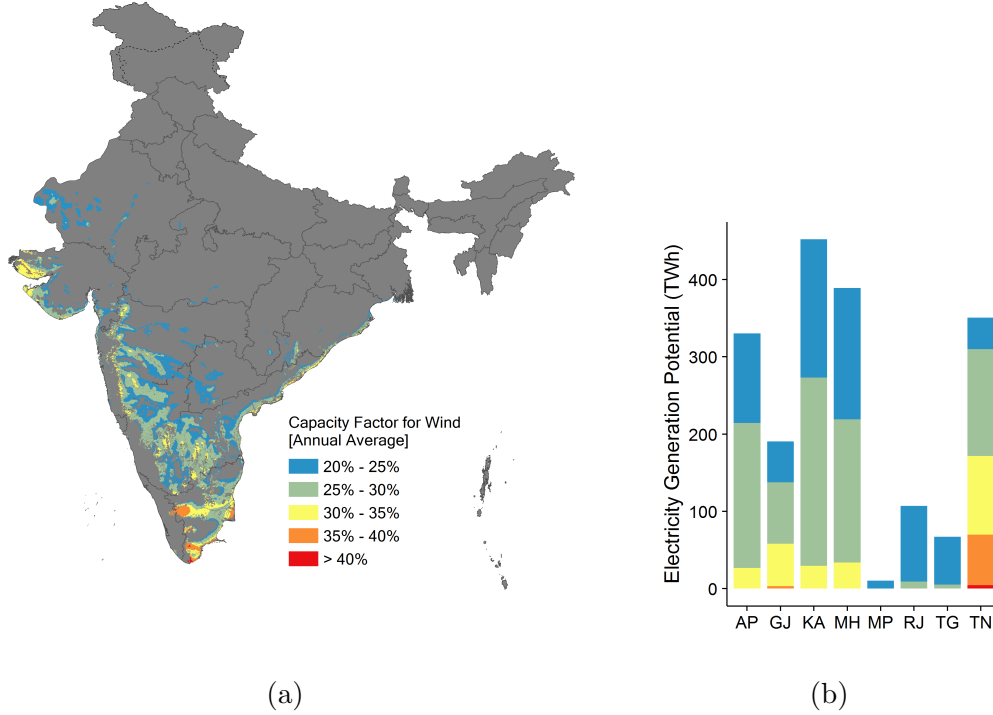 Capacity Factor for Wind
[Annual Average]
20% - 25%
25% - 30%
30% - 35%
35% - 40%
> 40%
(a)
Electricity Generation Potential (TWh)
400
300
200
100
0
AP GJ KA MH MP RJ TG TN
(b)